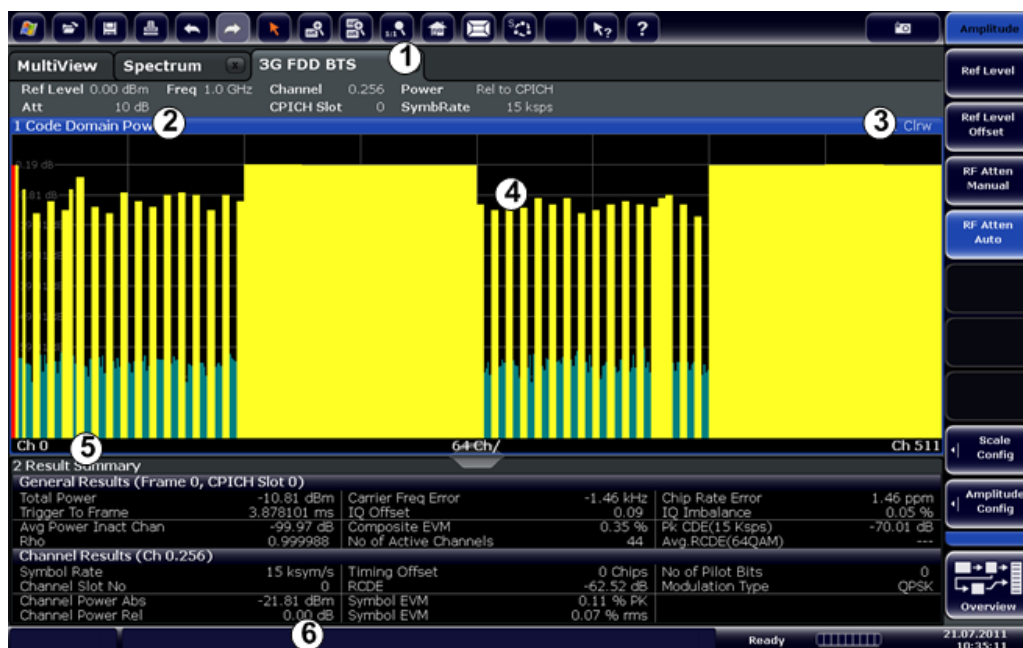 1:1
S
?
?
Amplitude
MultiView
Spectrum
x
3G FDD BTS
1
Ref Level 0.00 dBm Freq 1.0 GHz Channel 0.256 Power Rel to CPICH
Att 10 dB CPICH Slot 0 SymbRate 15 ksps
1 Code Domain Pow 2
3 Clrw
Ref Level
Ref Level
Offset
RF Atten
Manual
RF Atten
Auto
4
Ch 0
64 Ch/
Ch 511
5
Scale
Config
Amplitude
Config
Overview
2 Result Summary
General Results (Frame 0, CPICH Slot 0)
Total Power -10.81 dBm Carrier Freq Error -1.46 kHz Chip Rate Error 1.46 ppm
Trigger To Frame 3.878101 ms IQ Offset 0.09 IQ Imbalance 0.05 %
Avg Power Inact Chan -99.97 dB Composite EVM 0.35 % Pk CDE(15 Ksps) -70.01 dB
Rho 0.999988 No of Active Channels 44 Avg.RCDE(64QAM) ---
Channel Results (Ch 0.256)
Symbol Rate 15 ksym/s Timing Offset 0 Chips No of Pilot Bits 0
Channel Slot No 0 RCDE -62.52 dB Modulation Type QPSK
Channel Power Abs -21.81 dBm Symbol EVM 0.11 % PK
Channel Power Rel 0.00 dB Symbol EVM 0.07 % rms
6
Ready
21.07.2011
10:35:11